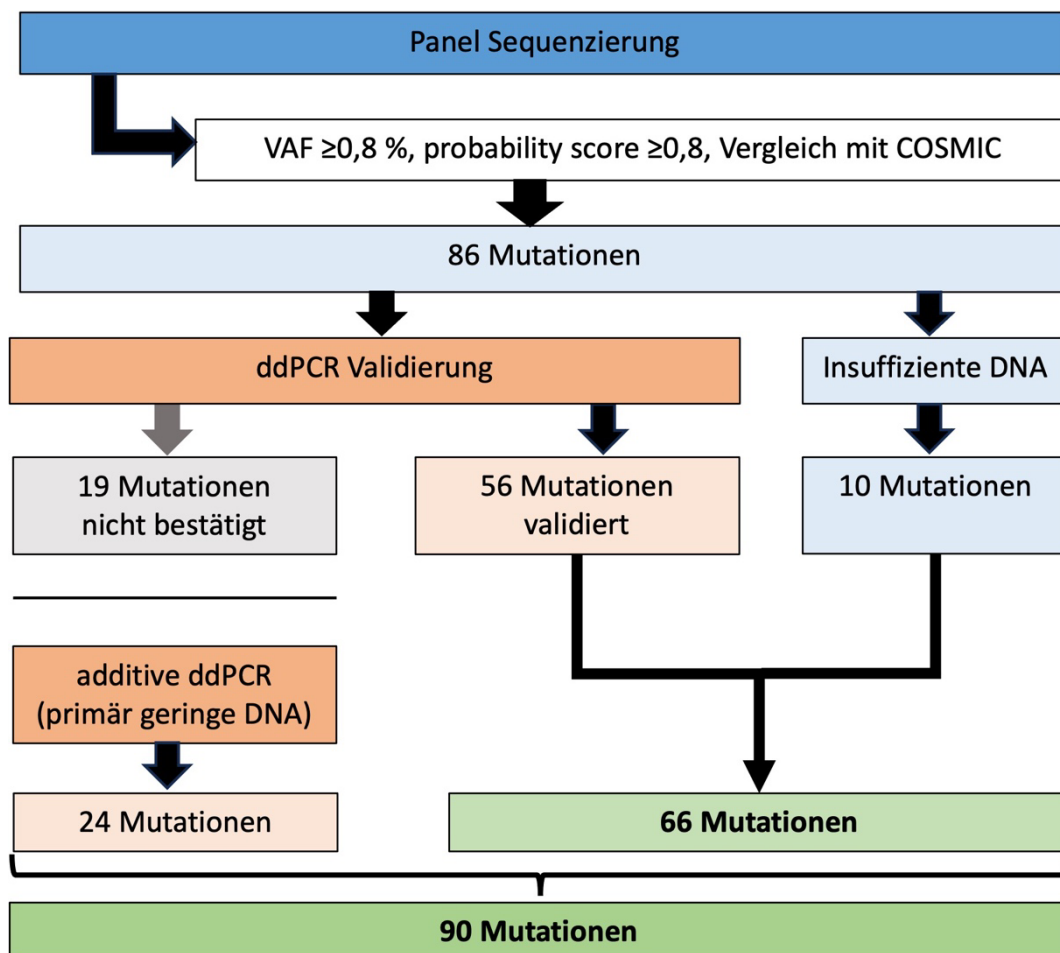 Panel Sequenzierung
VAF ≥0,8 %, probability score ≥0,8, Vergleich mit COSMIC
86 Mutationen
ddPCR Validierung
Insuffiziente DNA
19 Mutationen
nicht bestätigt
56 Mutationen
validiert
10 Mutationen
additive ddPCR
(primär geringe DNA)
24 Mutationen
66 Mutationen
90 Mutationen